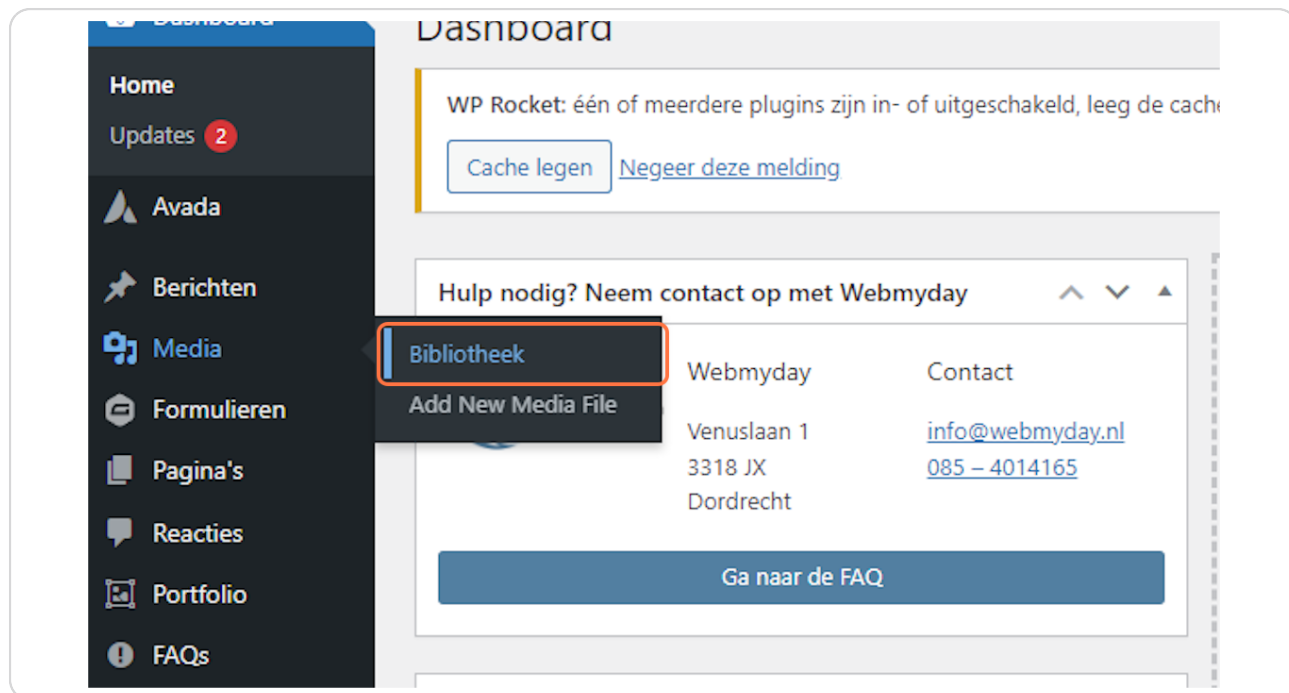 Dashboard
Dashboard
Home
Updates 2
WP Rocket: één of meerdere plugins zijn in- of uitgeschakeld, leeg de cache
Cache legen Negeer deze melding
Avada
Berichten
Media
Formulieren
Pagina's
Reacties
Portfolio
FAQs
Bibliotheek
Add New Media File
Hulp nodig? Neem contact op met Webmyday
Webmyday
Venuslaan 1
3318 JX
Dordrecht
Contact
info@webmyday.nl
085 – 4014165
Ga naar de FAQ